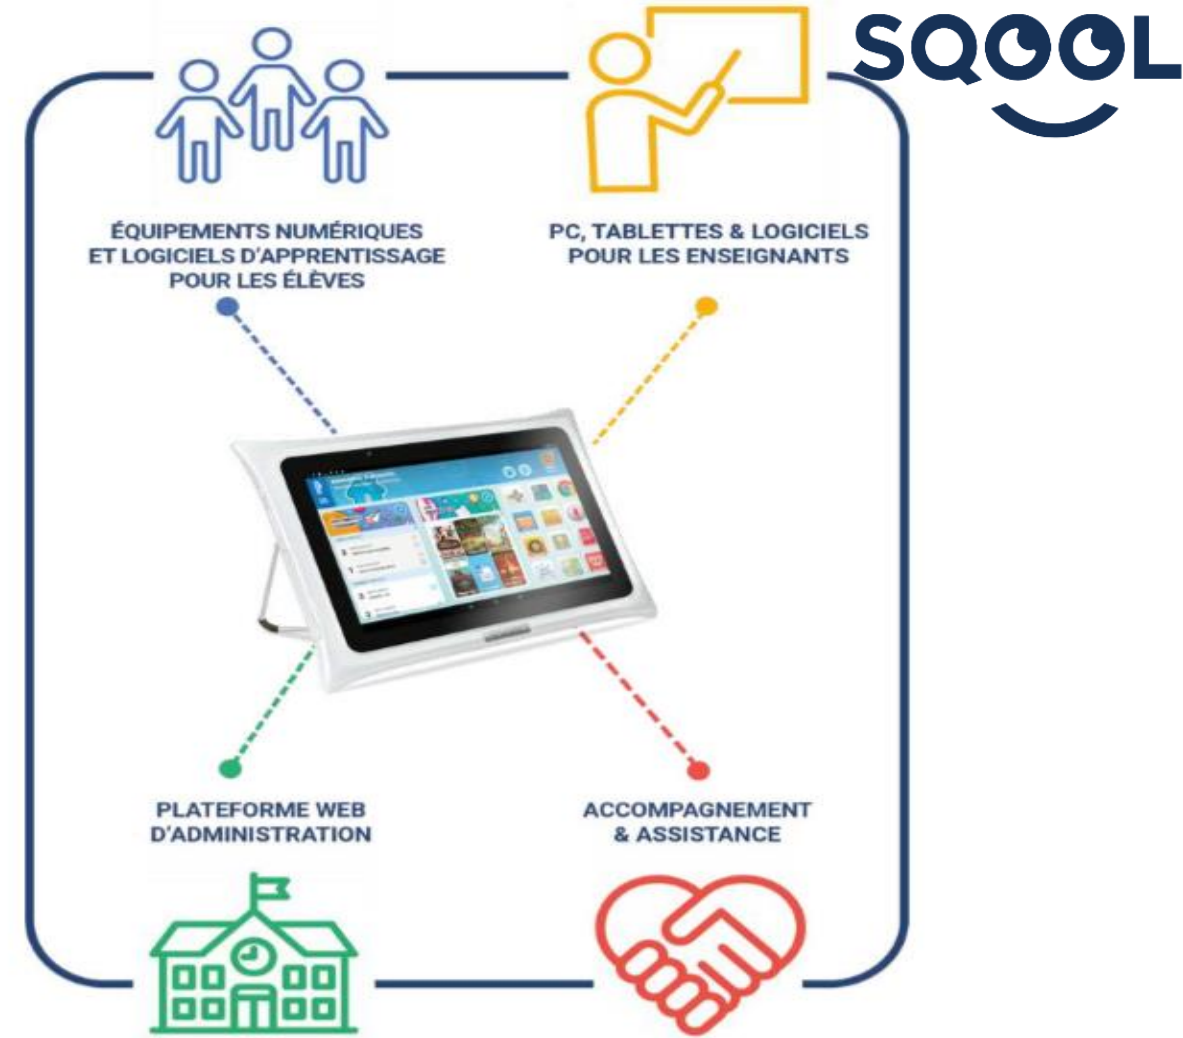 SQOOL
ÉQUIPEMENTS NUMÉRIQUES
ET LOGICIELS D'APPRENTISSAGE
POUR LES ÉLÈVES
PC, TABLETTES & LOGICIELS
POUR LES ENSEIGNANTS
PLATEFORME WEB
D'ADMINISTRATION
ACCOMPAGNEMENT
& ASSISTANCE